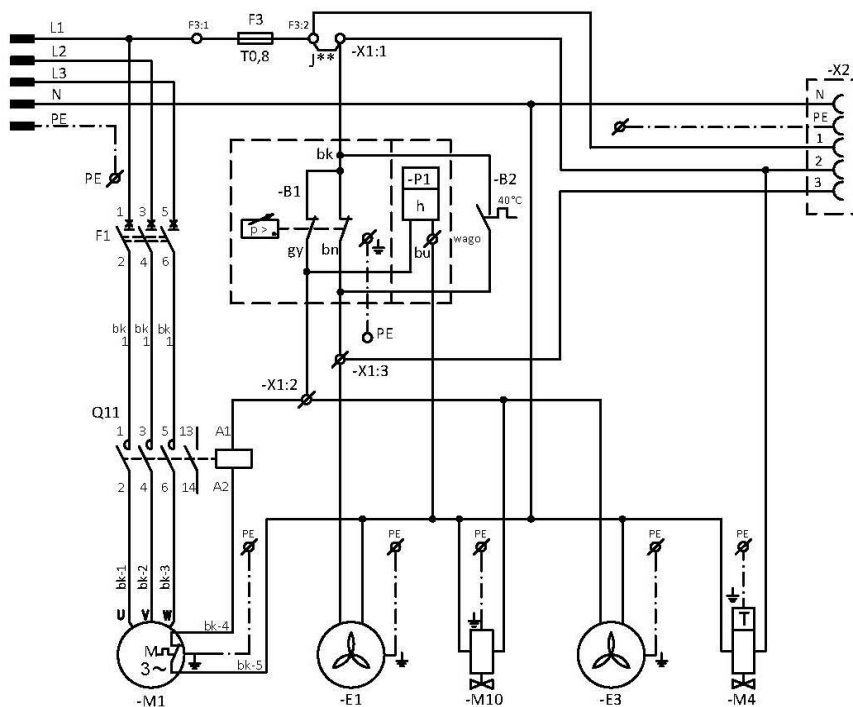 L1
L2
L3
N
PE
F3:1
F3
T0,8
F3:2
J**
-X1:1
-X2
N
PE
1
2
3
PE
PE
bk
-B1
-P1
h
-B2
40°C
p >
gy
bn
bu
wago
PE
1 3 5
F1
2 4 6
bk 1
bk 1
bk 1
-X1:3
-X1:2
Q11
1 3 5 13 A1
2 4 6 14 A2
PE
PE
PE
PE
PE
bk-1
bk-2
bk-3
U V W
bk-4
M
3 ~
bk-5
T
-M1
-E1
-M10
-E3
-M4